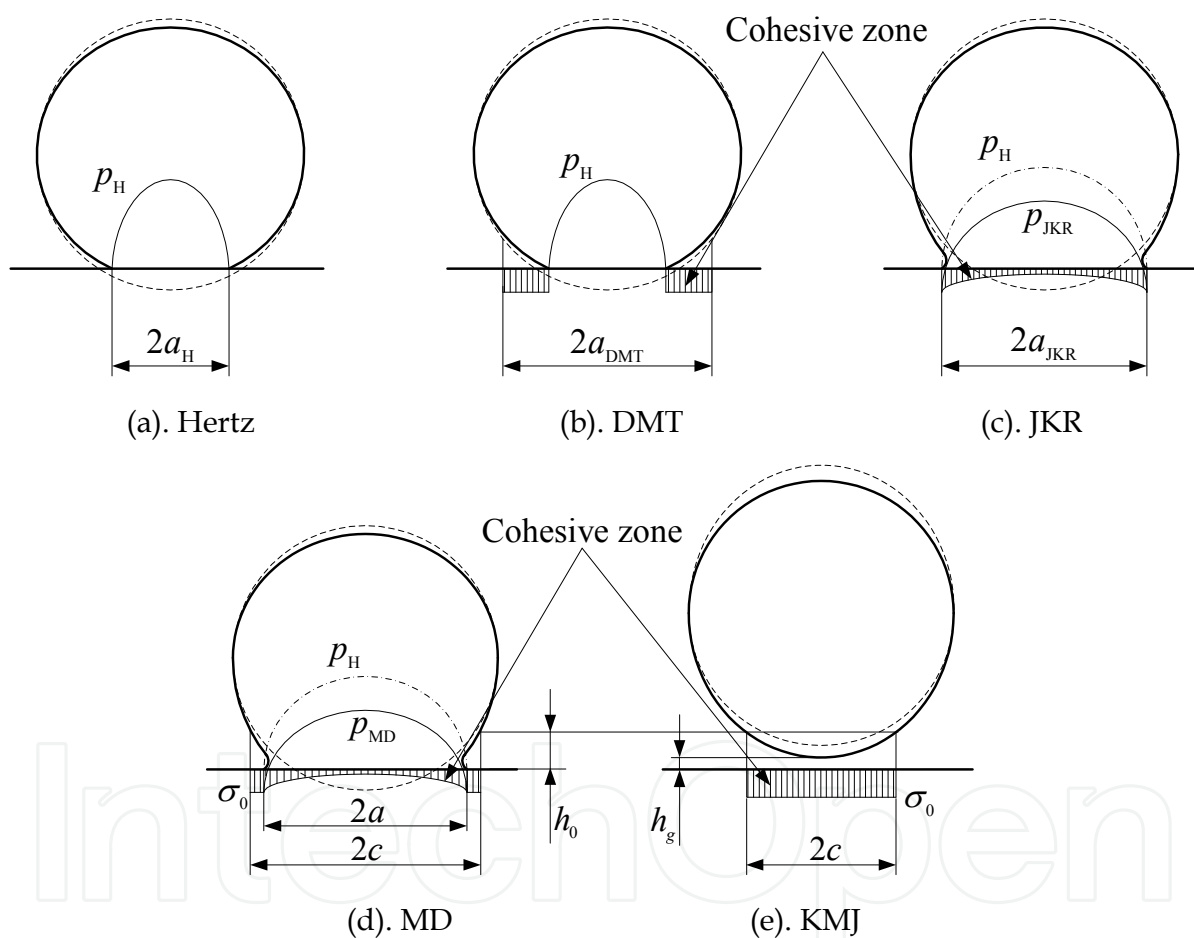 Cohesive zone
p_H
p_H
p_H
p_JKR
2a_H
2a_DMT
2a_JKR
(a). Hertz
(b). DMT
(c). JKR
Cohesive zone
p_H
p_MD
σ_0
2a
h_0
h_g
σ_0
2c
2c
(d). MD
(e). KMJ
IntechOpen